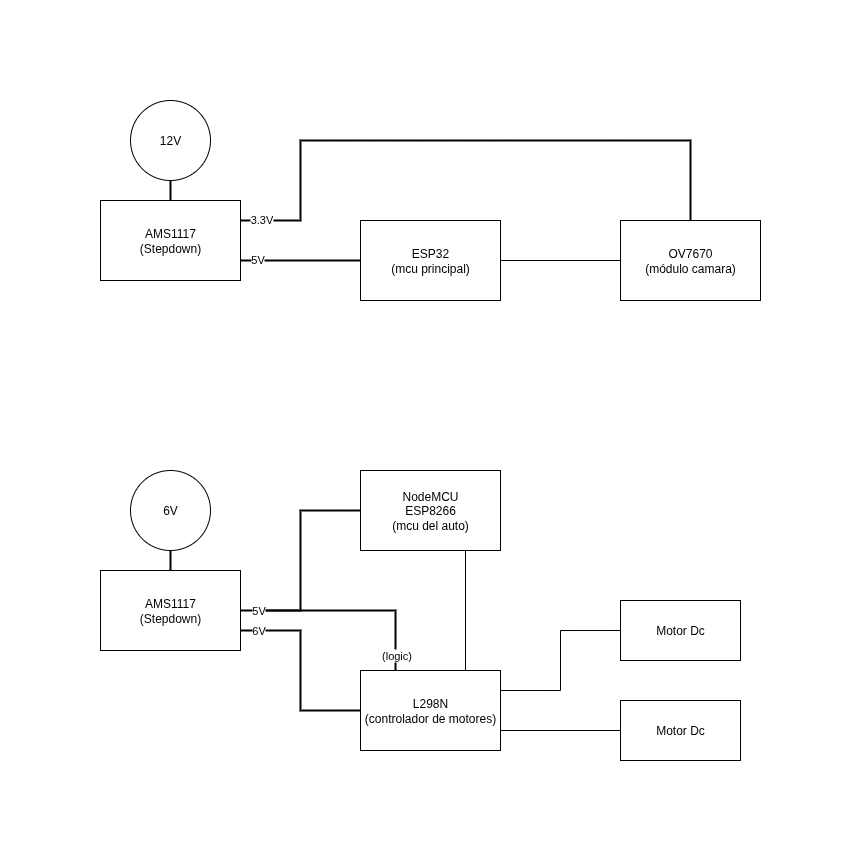 12V
AMS1117
(Stepdown)
3.3V
5V
ESP32
(mcu principal)
OV7670
(módulo camara)
6V
AMS1117
(Stepdown)
5V
6V
NodeMCU
ESP8266
(mcu del auto)
(logic)
L298N
(controlador de motores)
Motor Dc
Motor Dc